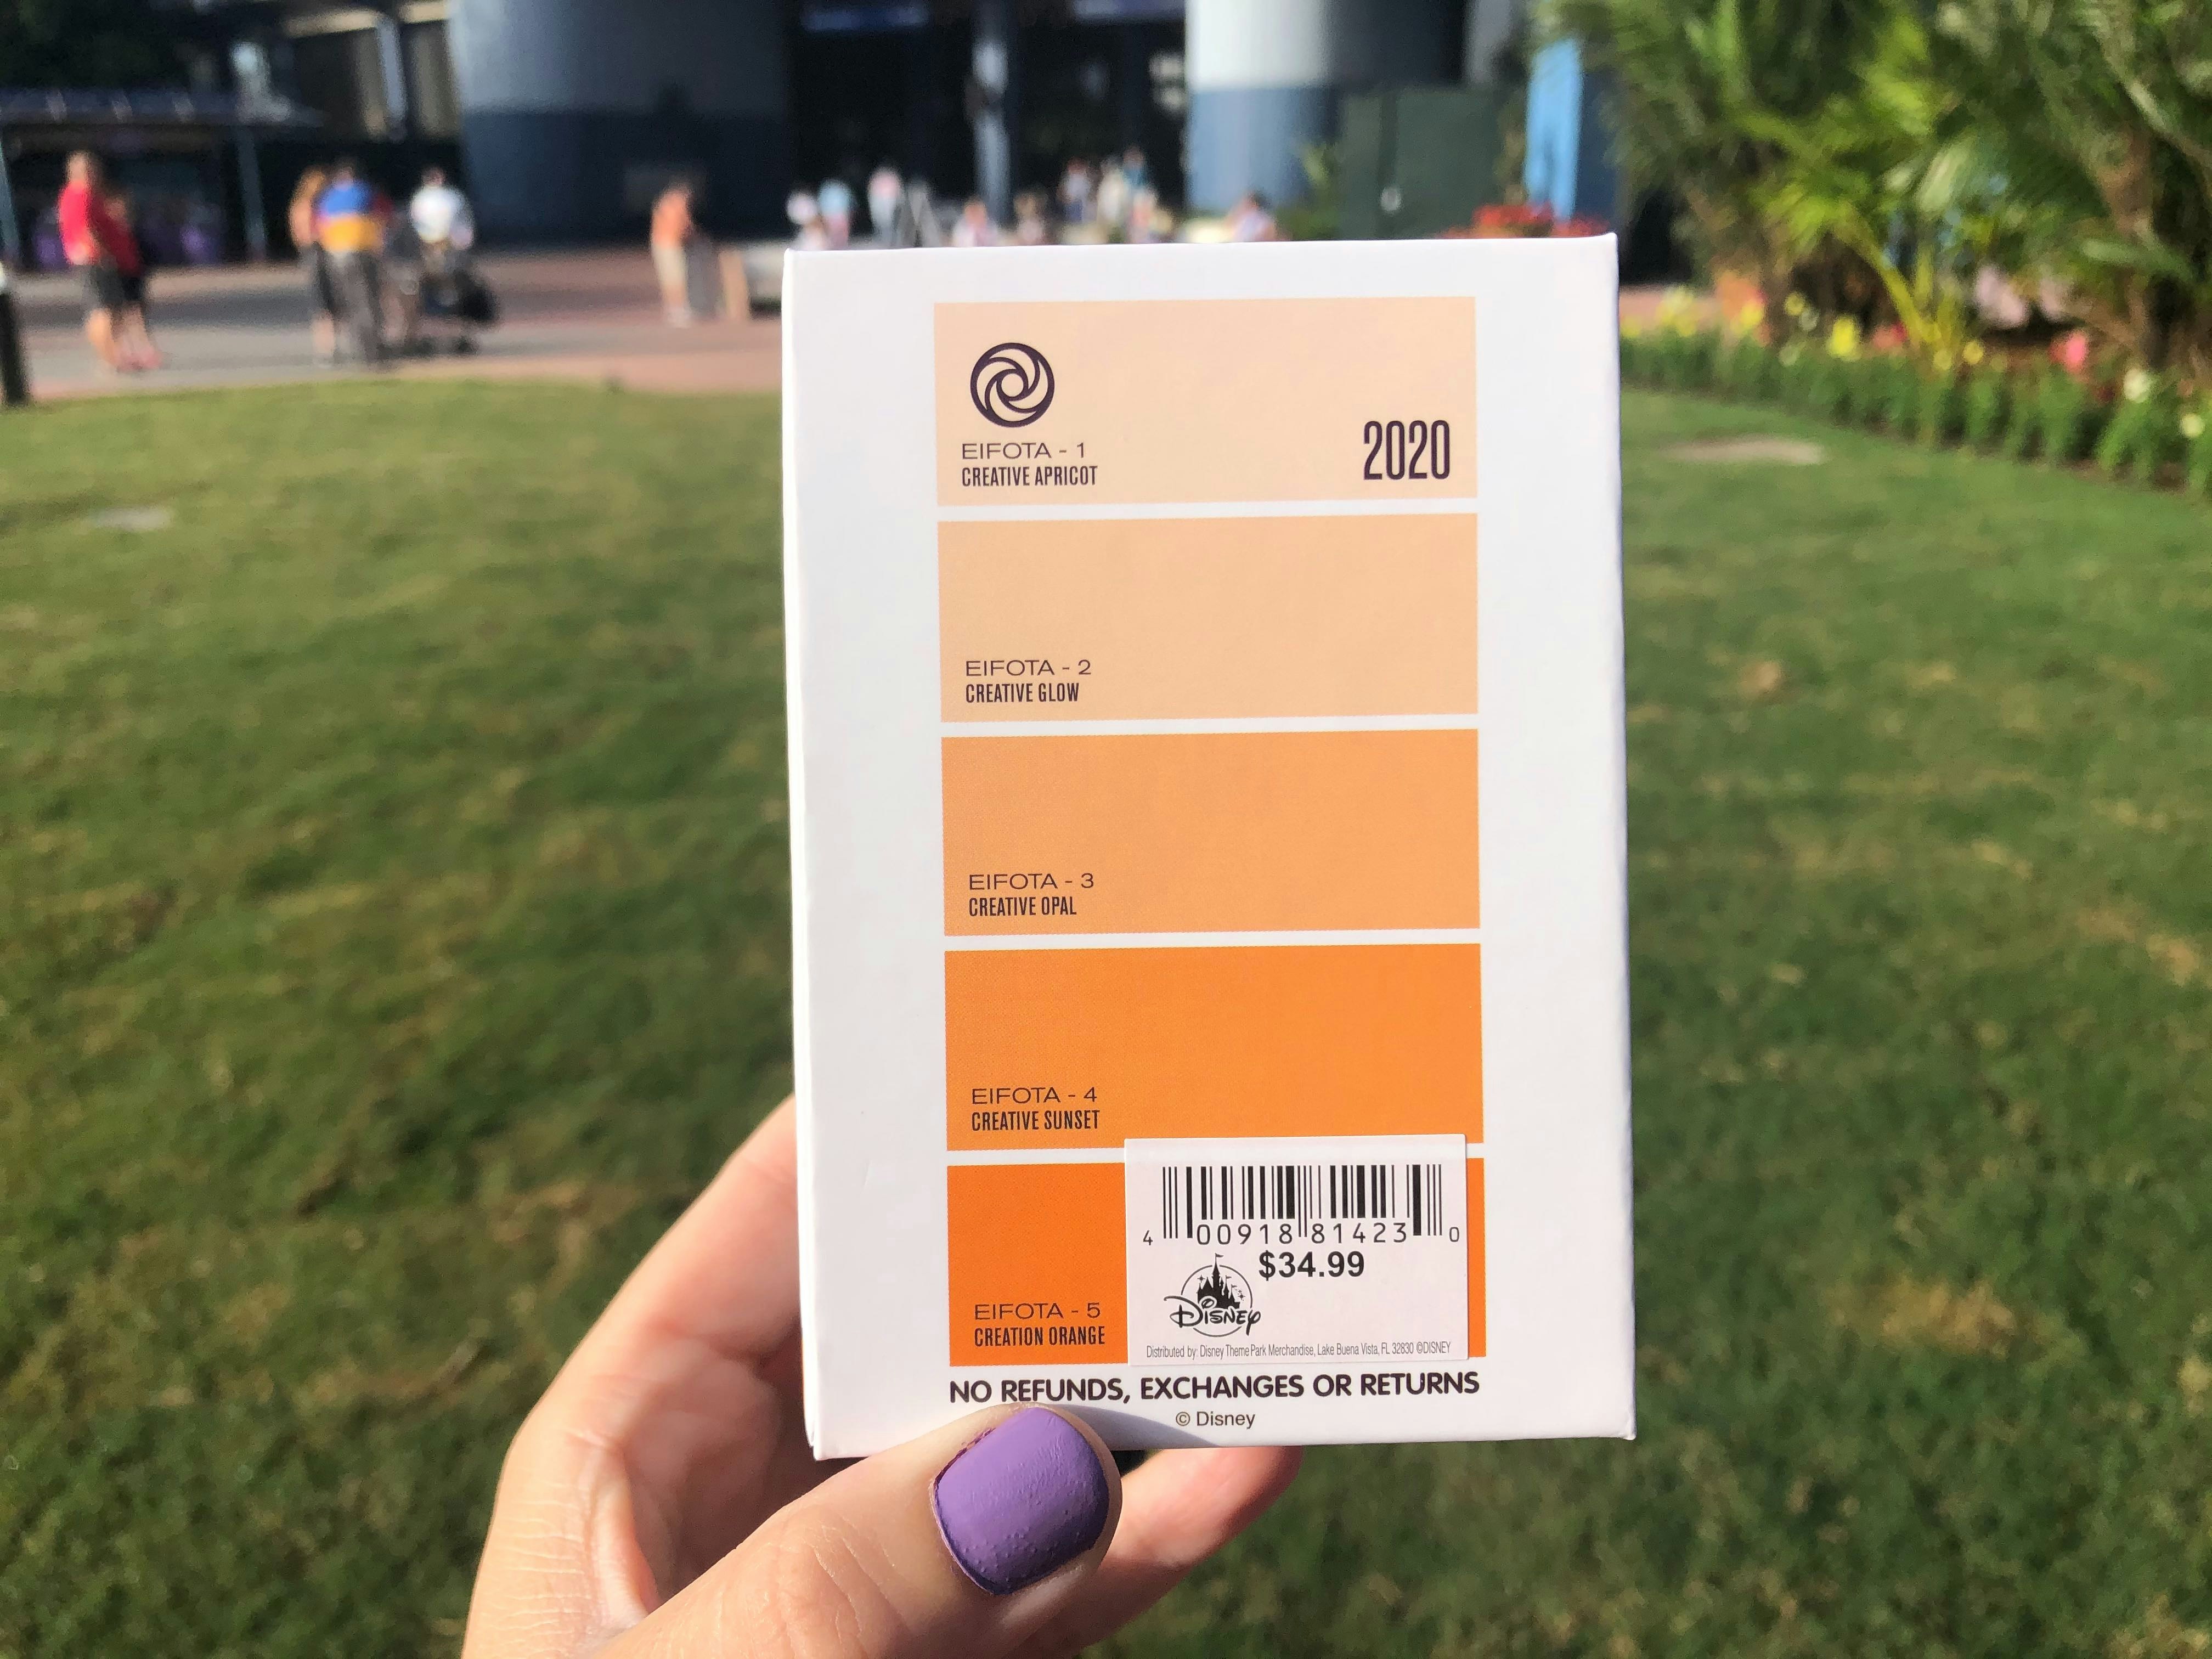 EIFOTA - 1
CREATIVE APRICOT
2020
EIFOTA - 2
CREATIVE GLOW
EIFOTA - 3
CREATIVE OPAL
EIFOTA - 4
CREATIVE SUNSET
EIFOTA - 5
CREATION ORANGE
4 00918 81423 0
$34.99
Disney
Distributed by: Disney Theme Park Merchandise, Lake Buena Vista, FL 32830 ©DISNEY
NO REFUNDS, EXCHANGES OR RETURNS
© Disney